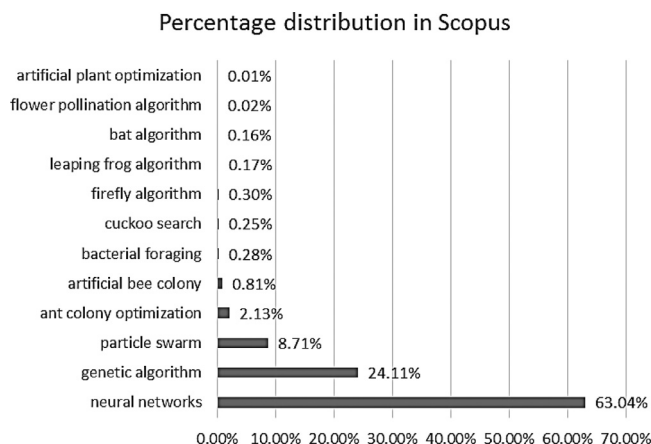 Percentage distribution in Scopus
artificial plant optimization 0.01%
flower pollination algorithm 0.02%
bat algorithm 0.16%
leaping frog algorithm 0.17%
firefly algorithm 0.30%
cuckoo search 0.25%
bacterial foraging 0.28%
artificial bee colony 0.81%
ant colony optimization 2.13%
particle swarm 8.71%
genetic algorithm 24.11%
neural networks 63.04%
0.00% 10.00% 20.00% 30.00% 40.00% 50.00% 60.00% 70.00%